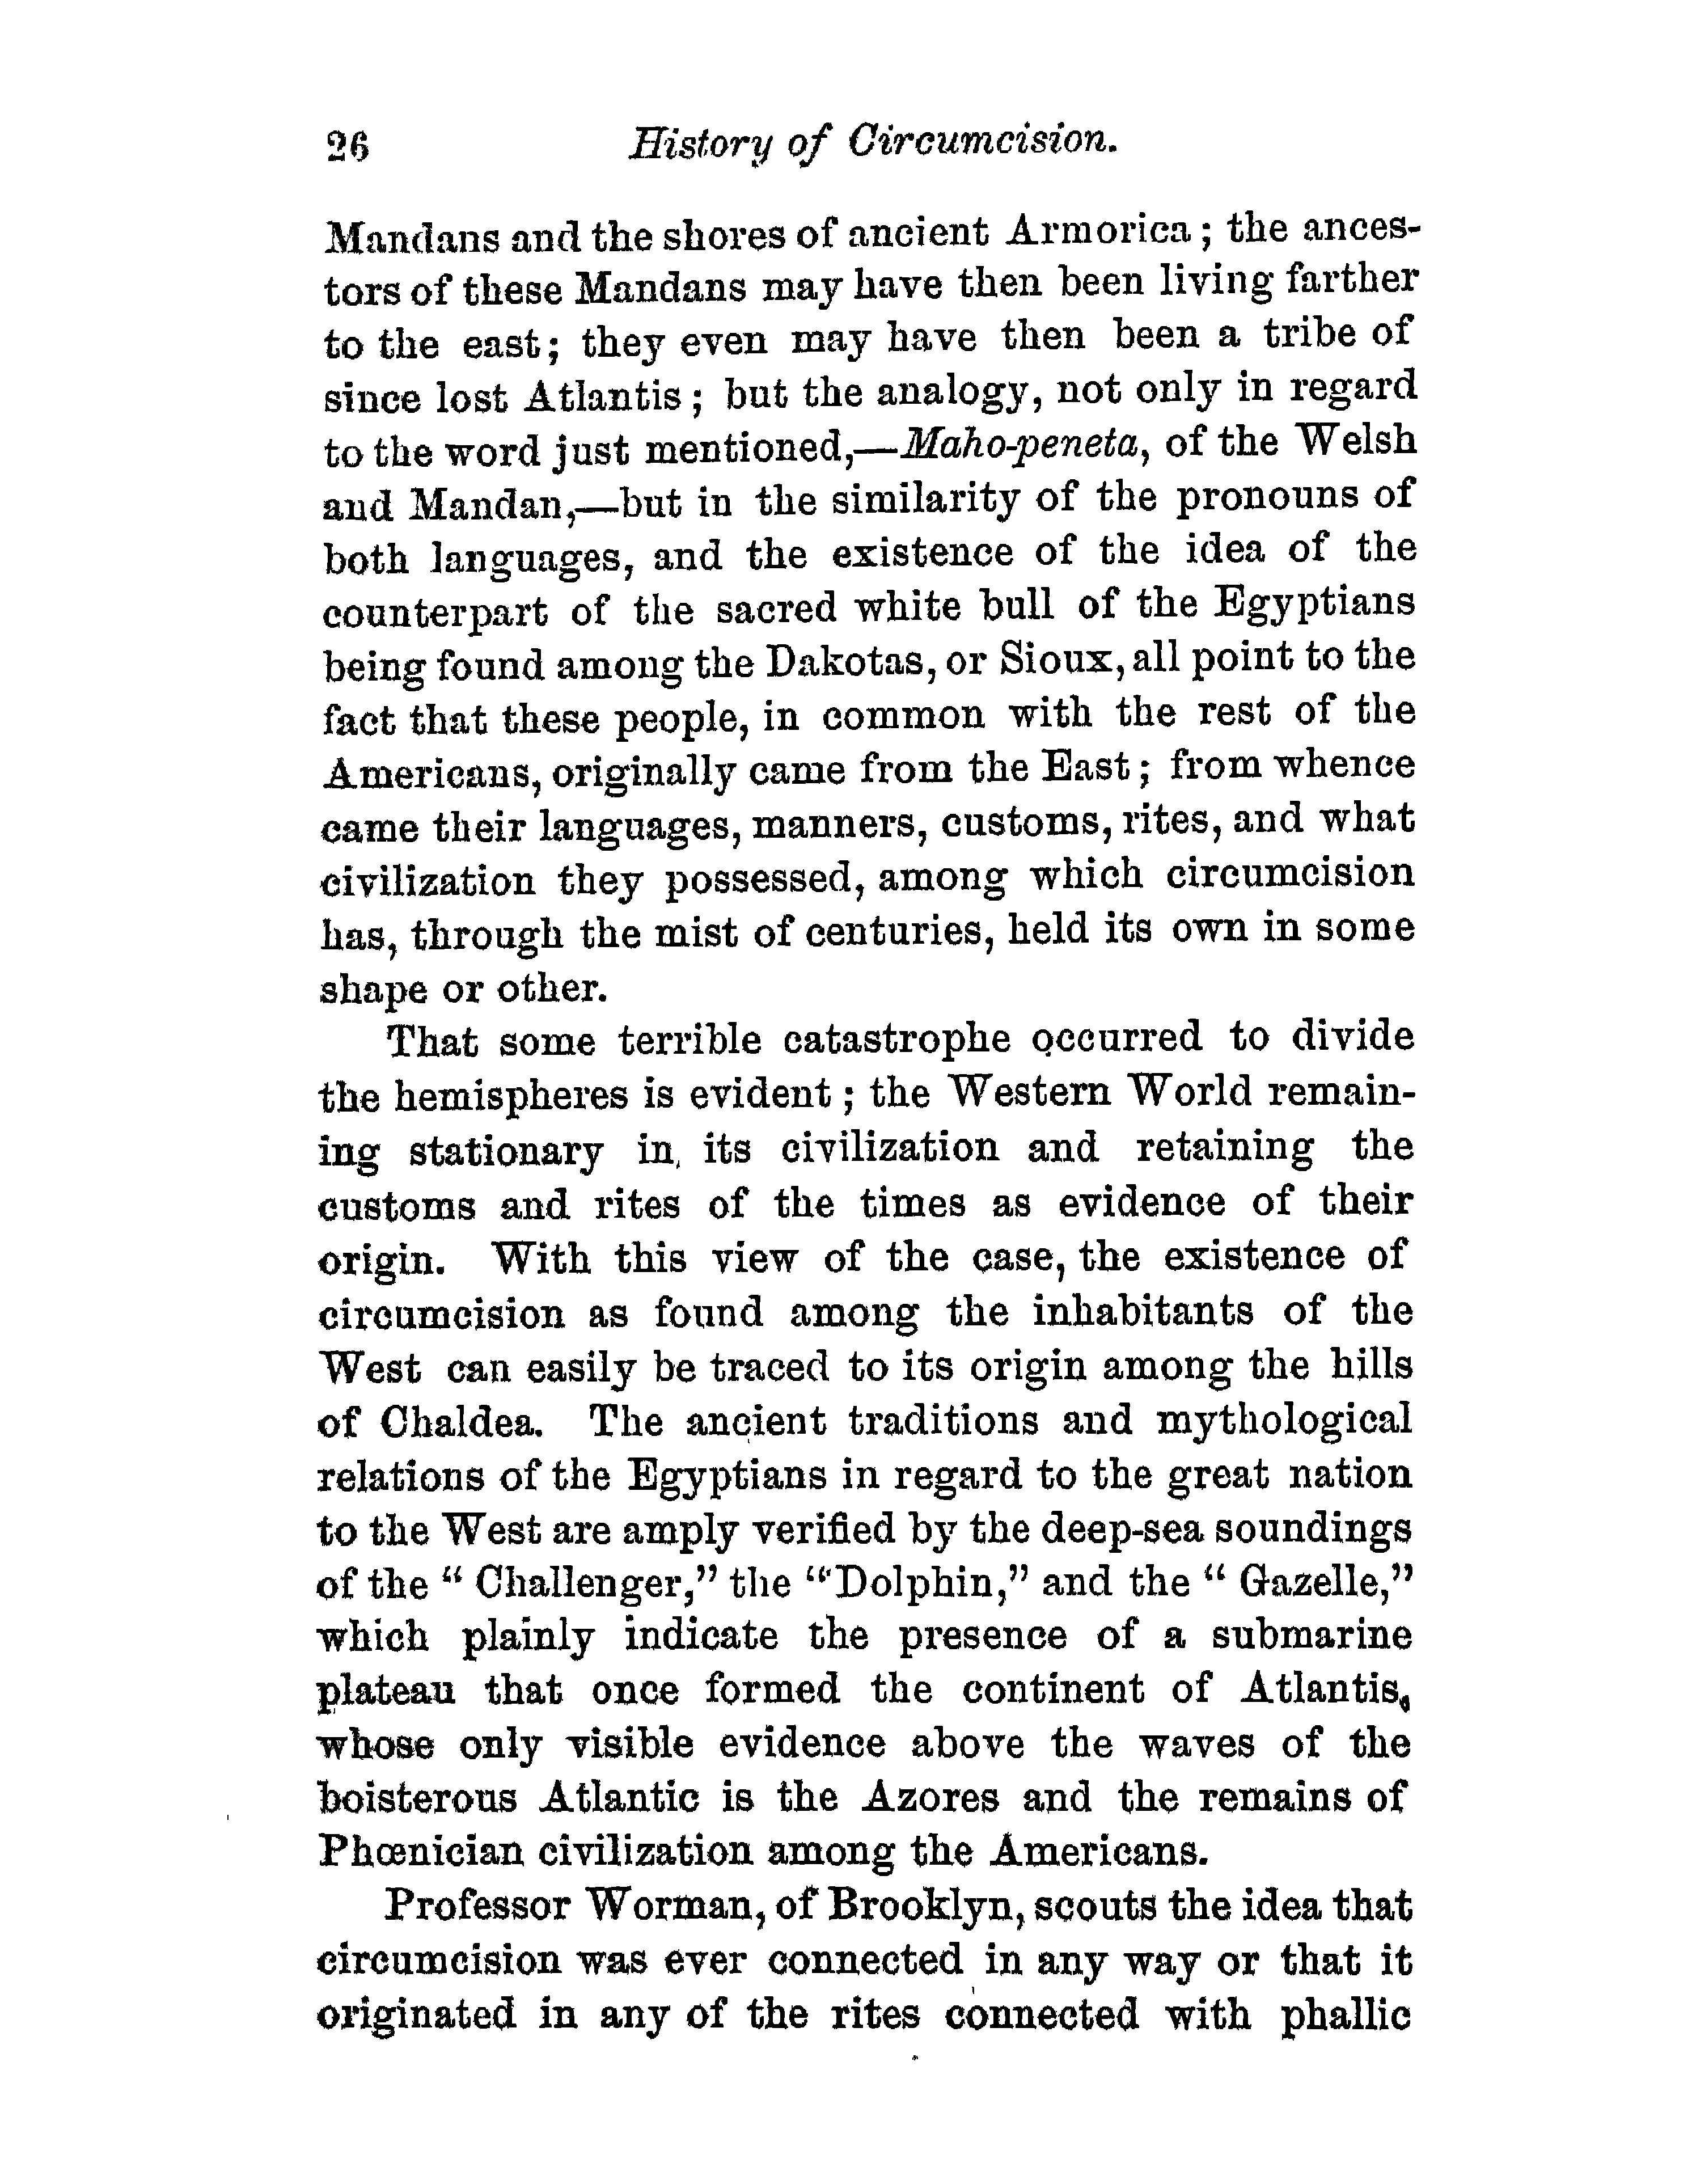 26 History of Circumcision.
Mandans and the shores of ancient Armorica ; the ances-
tors of these Mandans may have then been living farther
to the east ; they even may have then been a tribe of
since lost Atlantis ; but the analogy, not only in regard
to the word just mentioned,—Maho-peneta, of the Welsh
and Mandan,—but in the similarity of the pronouns of
both languages, and the existence of the idea of the
counterpart of the sacred white bull of the Egyptians
being found among the Dakotas, or Sioux, all point to the
fact that these people, in common with the rest of the
Americans, originally came from the East ; from whence
came their languages, manners, customs, rites, and what
civilization they possessed, among which circumcision
has, through the mist of centuries, held its own in some
shape or other.
That some terrible catastrophe occurred to divide
the hemispheres is evident ; the Western World remain-
ing stationary in its civilization and retaining the
customs and rites of the times as evidence of their
origin. With this view of the case, the existence of
circumcision as found among the inhabitants of the
West can easily be traced to its origin among the hills
of Chaldea. The ancient traditions and mythological
relations of the Egyptians in regard to the great nation
to the West are amply verified by the deep-sea soundings
of the “ Challenger,” the “Dolphin,” and the “ Gazelle,”
which plainly indicate the presence of a submarine
plateau that once formed the continent of Atlantis,
whose only visible evidence above the waves of the
boisterous Atlantic is the Azores and the remains of
Phœnician civilization among the Americans.
Professor Worman, of Brooklyn, scouts the idea that
circumcision was ever connected in any way or that it
originated in any of the rites connected with phallic